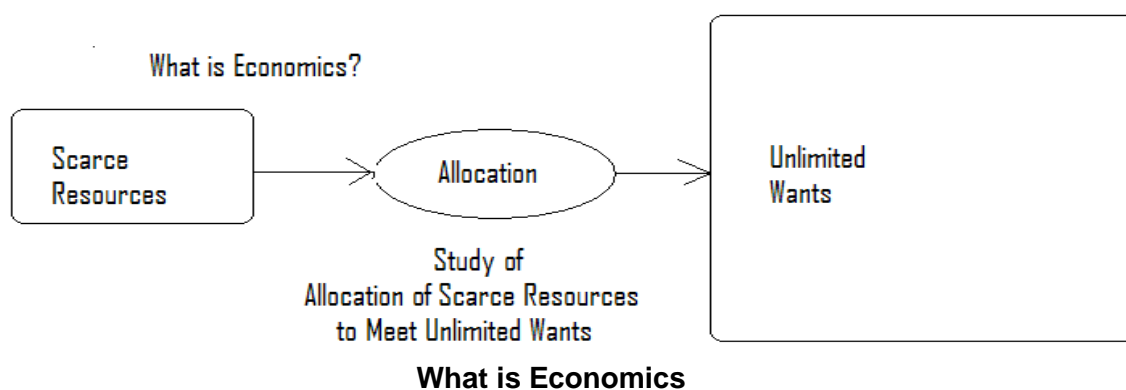 What is Economics?
Scarce
Resources
Allocation
Unlimited
Wants
Study of
Allocation of Scarce Resources
to Meet Unlimited Wants
What is Economics